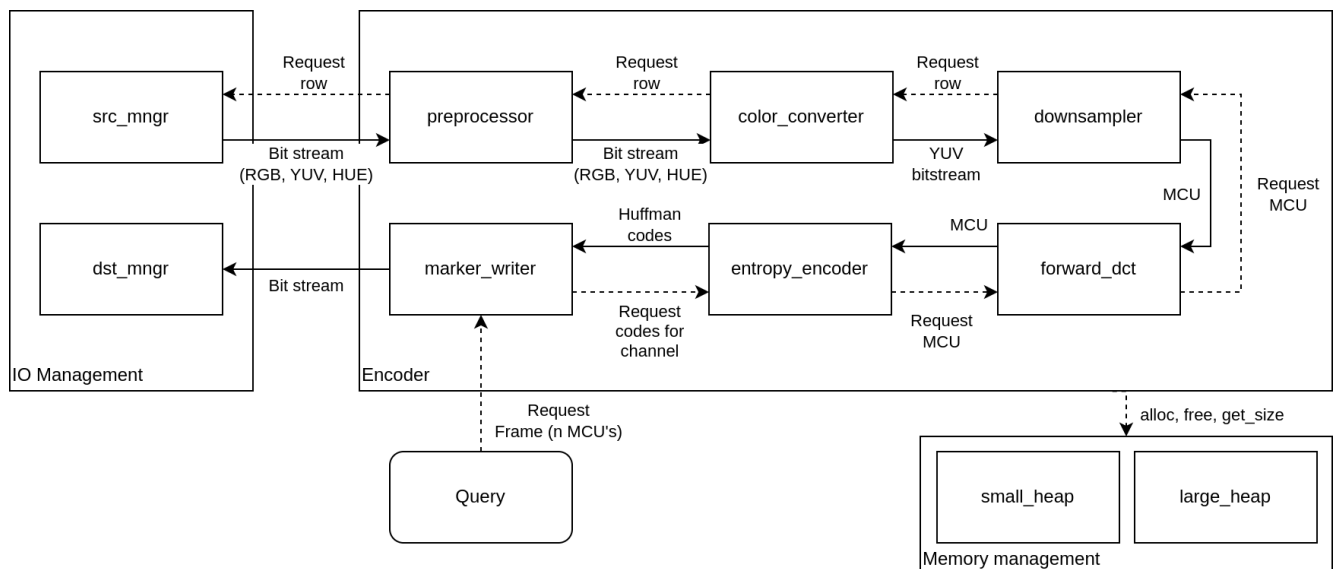 Request
row
Request
row
Request
row
src_mngr
preprocessor
color_converter
downsampler
Bit stream
(RGB, YUV, HUE)
Bit stream
(RGB, YUV, HUE)
YUV
bitstream
MCU
Request
MCU
Huffman
codes
MCU
dst_mngr
marker_writer
entropy_encoder
forward_dct
Bit stream
Request
codes for
channel
Request
MCU
IO Management
Encoder
Request
Frame (n MCU's)
alloc, free, get_size
Query
small_heap
large_heap
Memory management